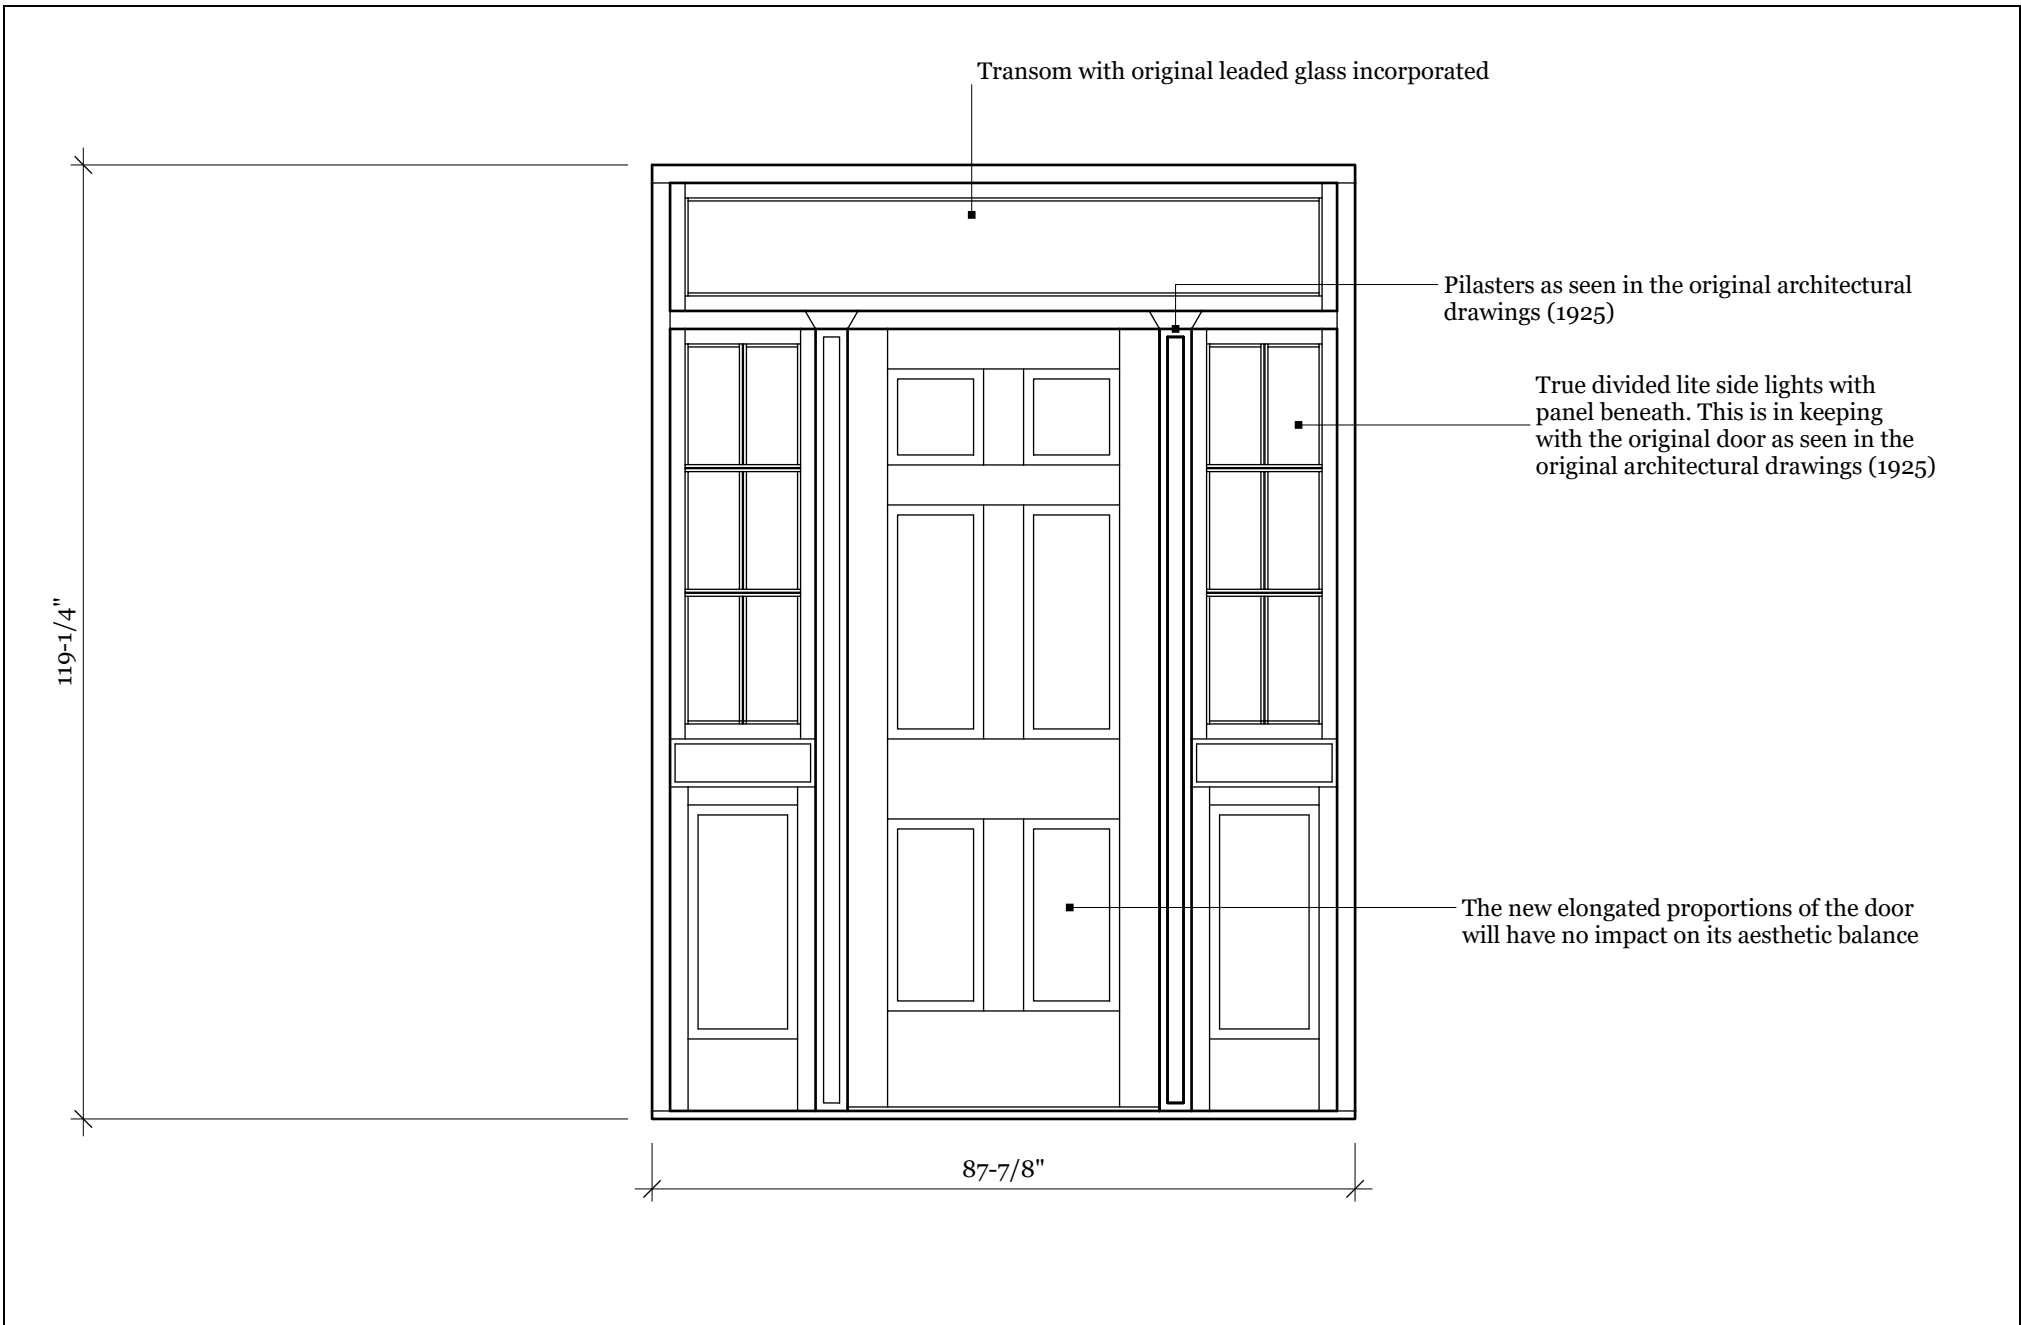 Transom with original leaded glass incorporated
Pilasters as seen in the original architectural
drawings (1925)
True divided lite side lights with
panel beneath. This is in keeping
with the original door as seen in the
original architectural drawings (1925)
119-1/4"
The new elongated proportions of the door
will have no impact on its aesthetic balance
87-7/8"